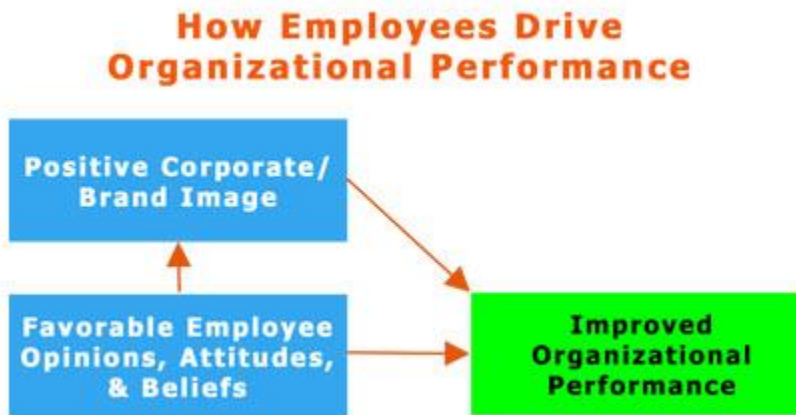 How Employees Drive
Organizational Performance
Positive Corporate/
Brand Image
Favorable Employee
Opinions, Attitudes,
& Beliefs
Improved
Organizational
Performance